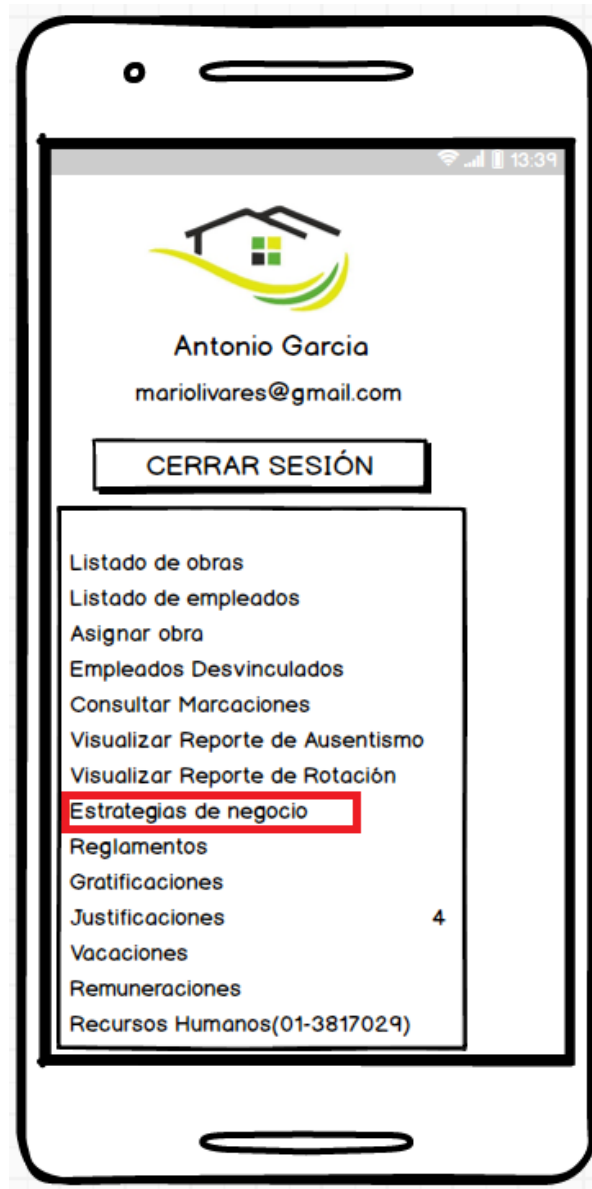 13:39
Antonio Garcia
mariolivares@gmail.com
CERRAR SESIÓN
Listado de obras
Listado de empleados
Asignar obra
Empleados Desvinculados
Consultar Marcaciones
Visualizar Reporte de Ausentismo
Visualizar Reporte de Rotación
Estrategias de negocio
Reglamentos
Gratificaciones
Justificaciones 4
Vacaciones
Remuneraciones
Recursos Humanos(01-3817029)